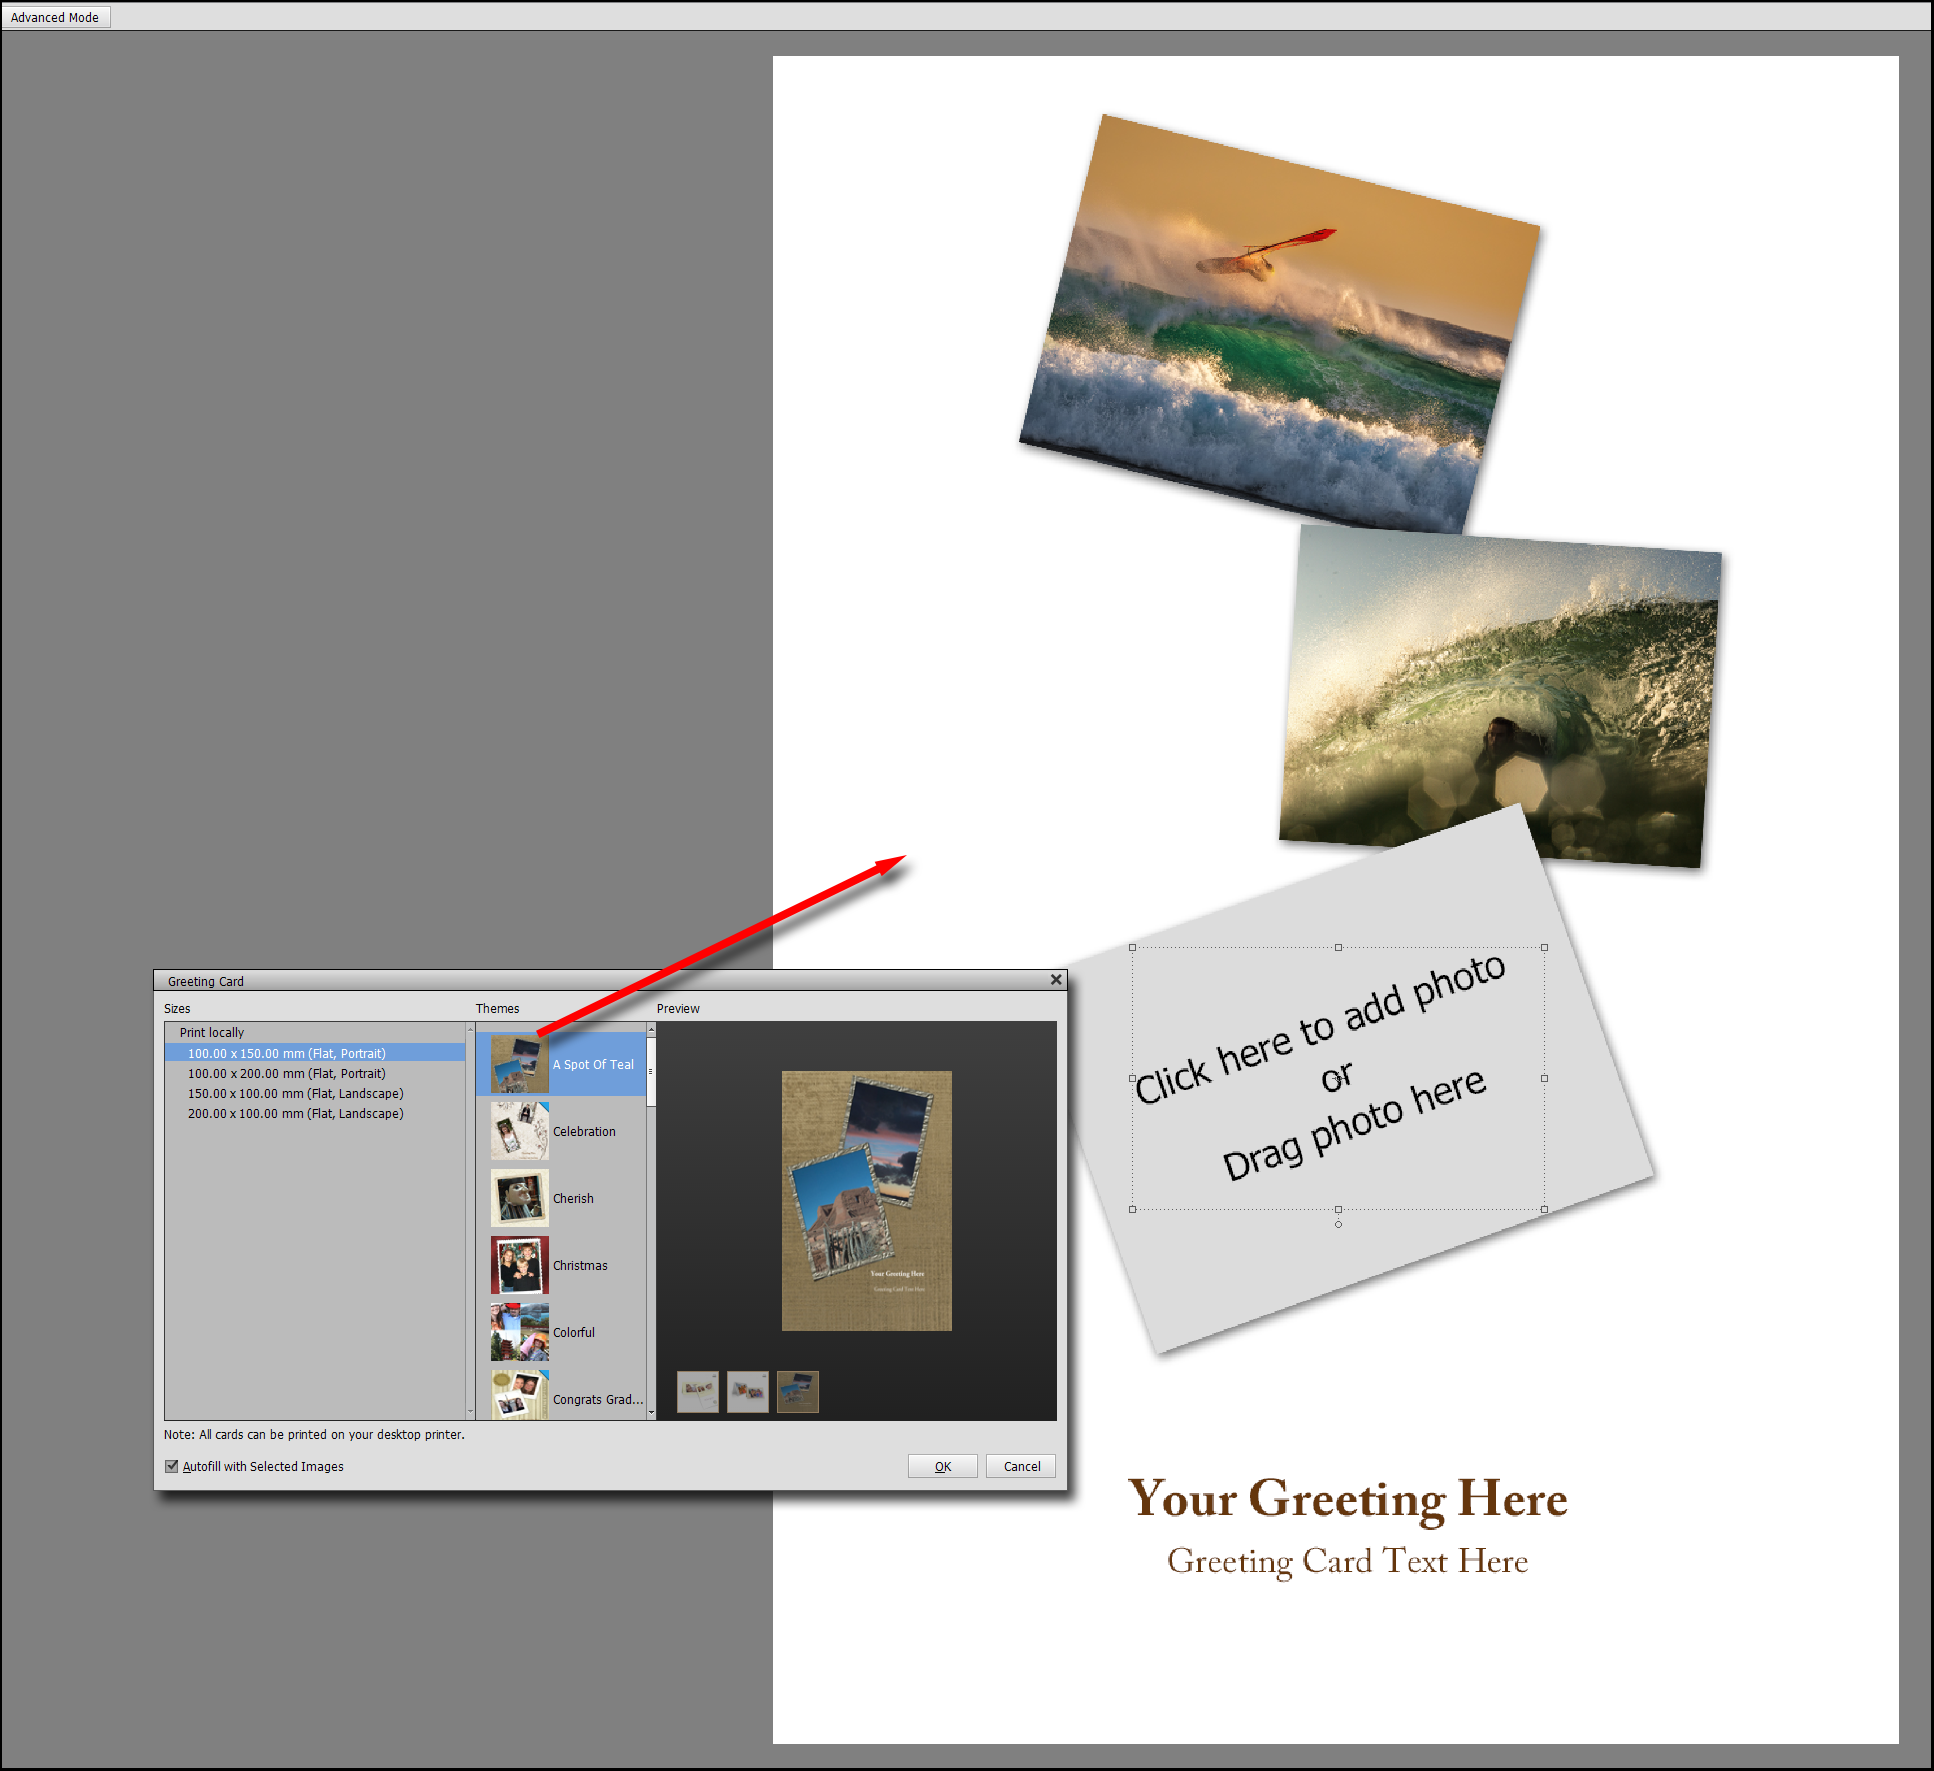 Advanced Mode
Click here to add photo
or
Drag photo here
Greeting Card
Sizes
Themes
Preview
Print locally
100.00 x 150.00 mm (Flat, Portrait)
100.00 x 200.00 mm (Flat, Portrait)
150.00 x 100.00 mm (Flat, Landscape)
200.00 x 100.00 mm (Flat, Landscape)
A Spot Of Teal
Celebration
Cherish
Christmas
Colorful
Congrats Grad...
Your Greeting Here
Greeting Card Text Here
Note: All cards can be printed on your desktop printer.
Autofill with Selected Images
OK
Cancel
Your Greeting Here
Greeting Card Text Here